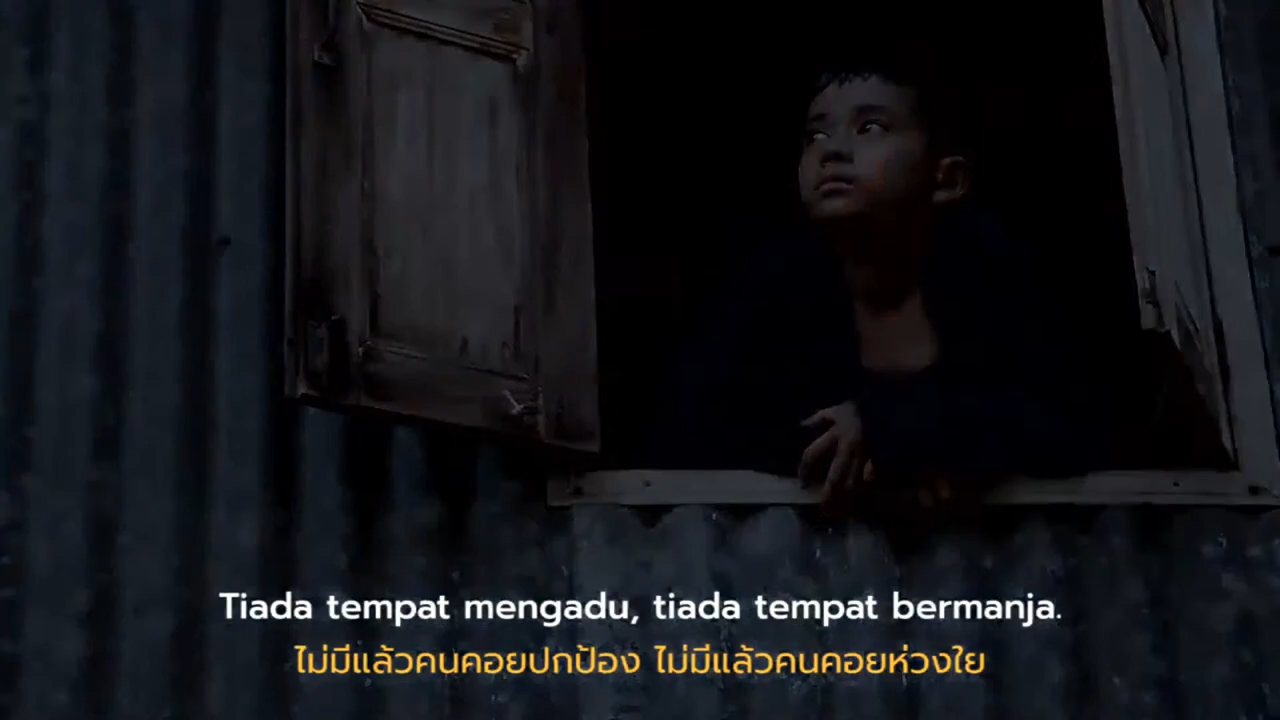 Tiada tempat mengadu, tiada tempat bermanja.
ไม่มีแล้วคนคอยปกป้อง ไม่มีแล้วคนคอยห่วงใย